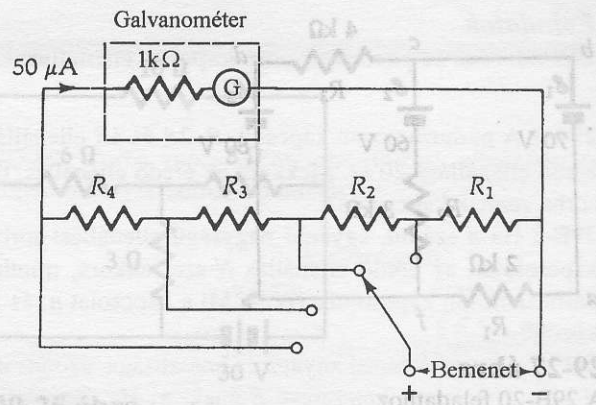 Galvanométer
1kΩ
50 μA
G
R₄
R₃
R₂
R₁
Bemenet
+
−